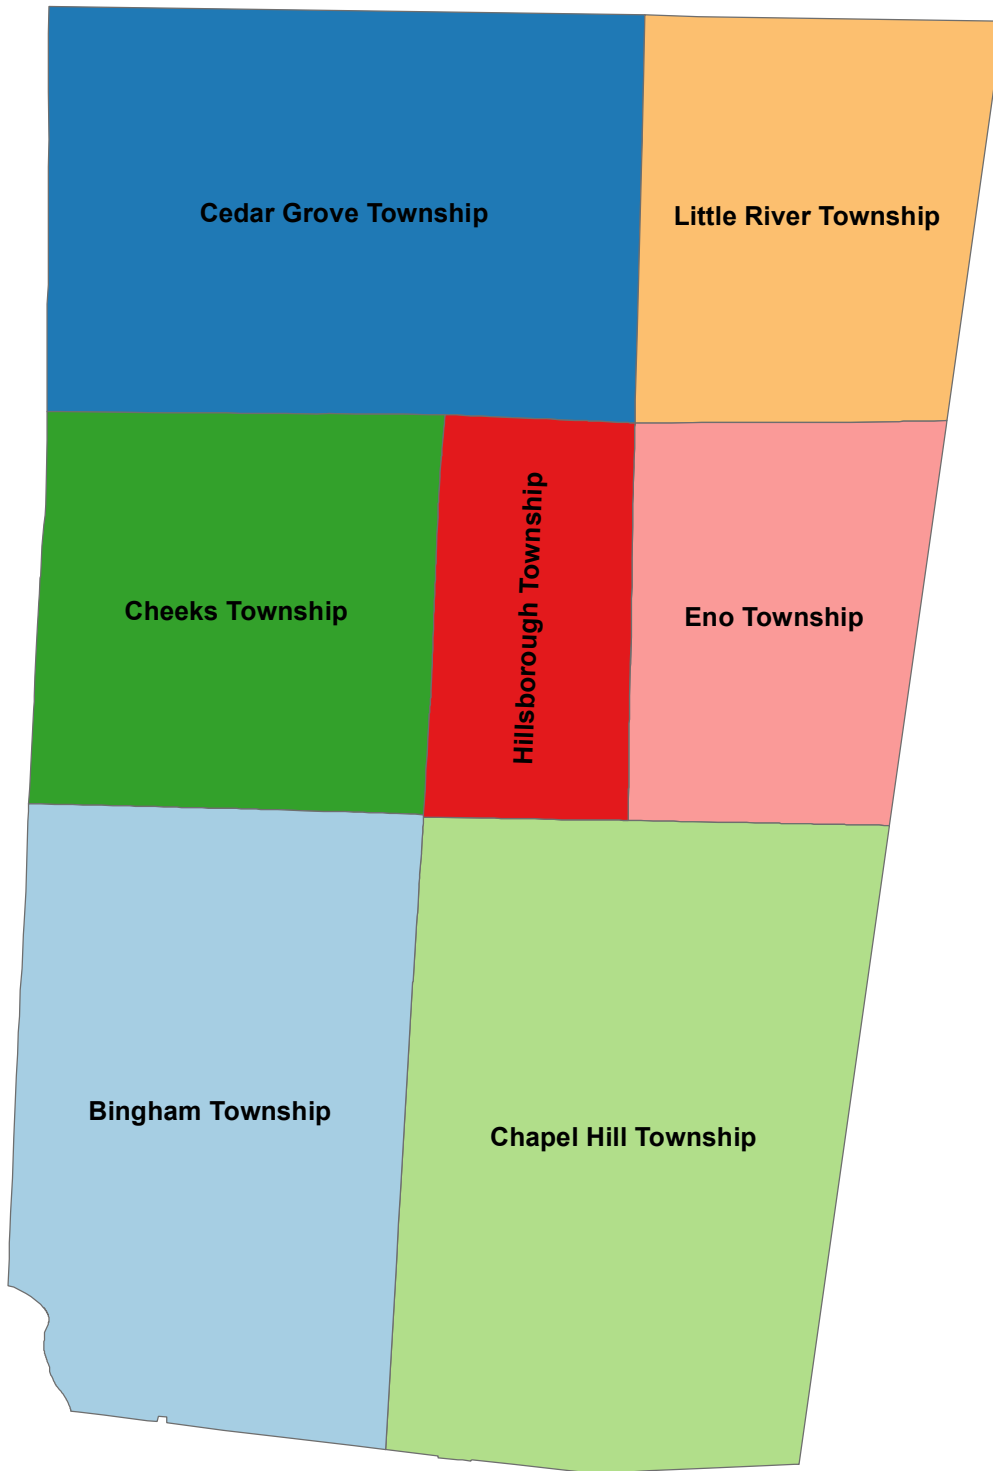 Cedar Grove Township
Little River Township
Cheeks Township
Hillsborough Township
Eno Township
Bingham Township
Chapel Hill Township